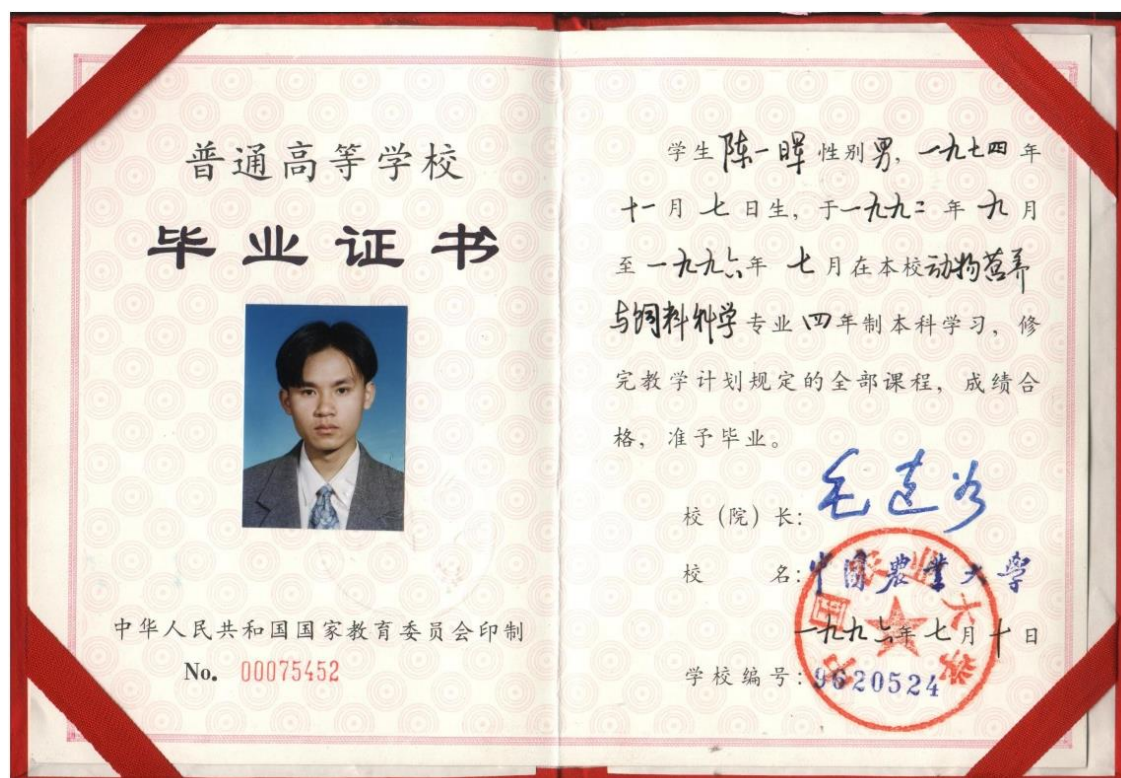 普通高等学校
毕业证书
中华人民共和国国家教育委员会印制
No. 00075452
学生陈一晖性别男，一九七四年
十一月七日生，于一九九二年九月
至一九九六年七月在本校动物营养
与饲料科学专业四年制本科学习，修
完教学计划规定的全部课程，成绩合
格，准予毕业。
校（院）长：毛达如
校名：中国农业大学
一九九六年七月十日
学校编号：9620524
中国农业大学